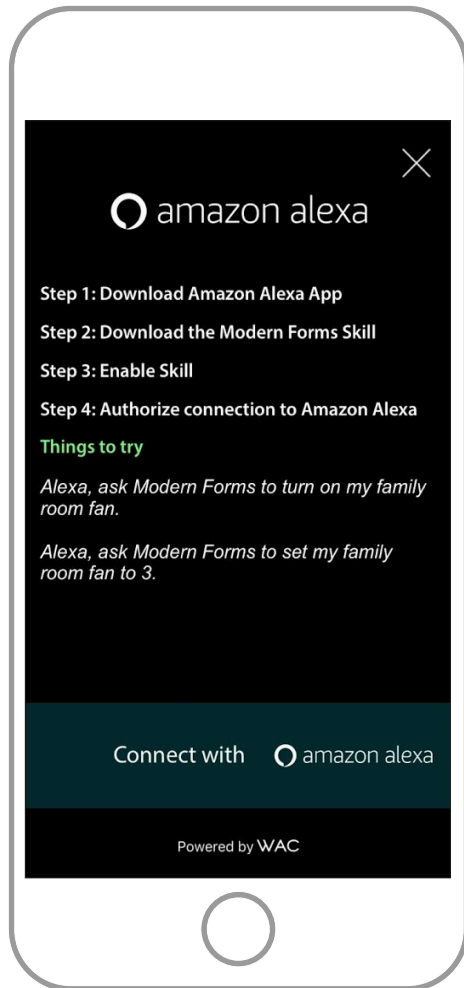 amazon alexa
Step 1: Download Amazon Alexa App
Step 2: Download the Modern Forms Skill
Step 3: Enable Skill
Step 4: Authorize connection to Amazon Alexa
Things to try
Alexa, ask Modern Forms to turn on my family
room fan.
Alexa, ask Modern Forms to set my family
room fan to 3.
Connect with amazon alexa
Powered by WAC